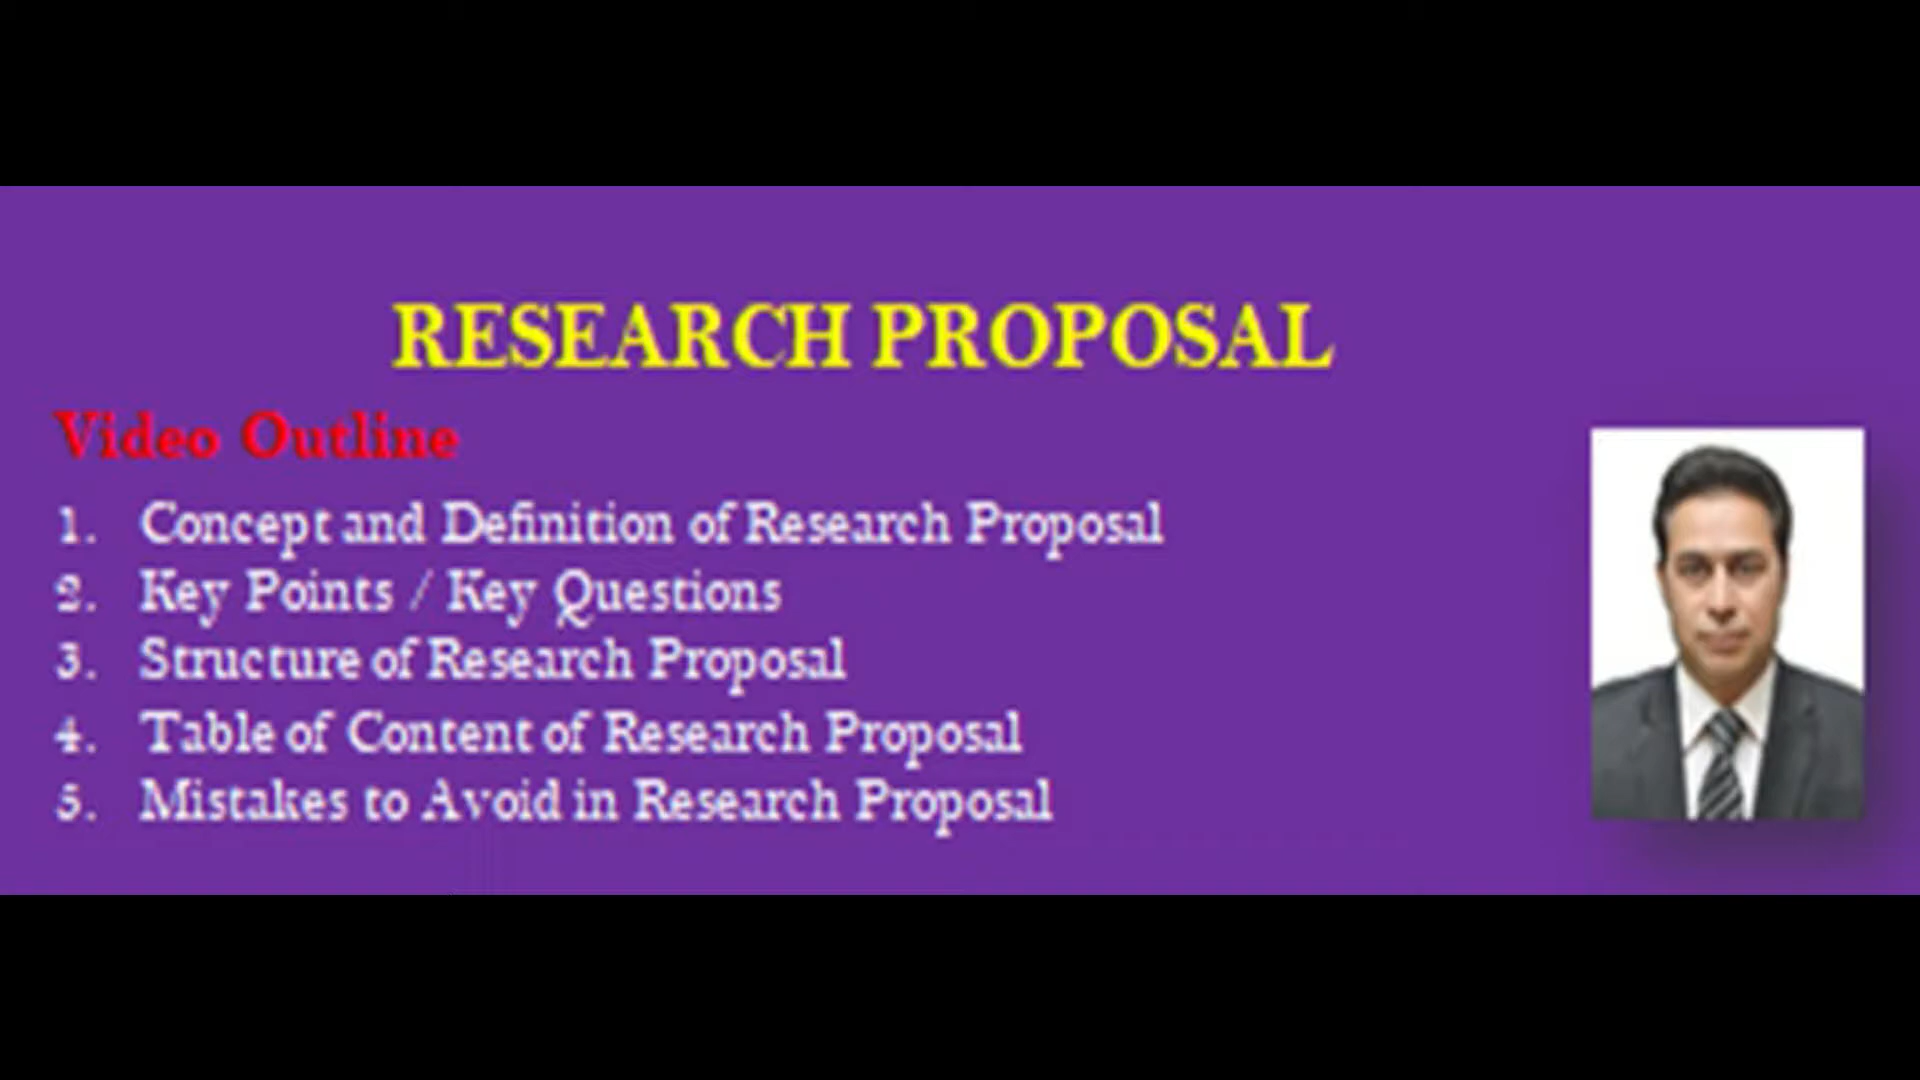 RESEARCH PROPOSAL
Video Outline
1. Concept and Definition of Research Proposal
2. Key Points / Key Questions
3. Structure of Research Proposal
4. Table of Content of Research Proposal
5. Mistakes to Avoid in Research Proposal